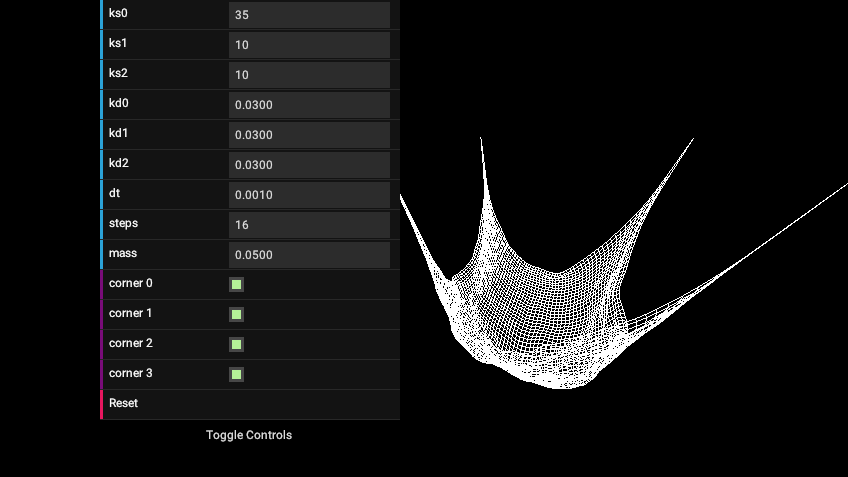 ks0 35
ks1 10
ks2 10
kd0 0.0300
kd1 0.0300
kd2 0.0300
dt 0.0010
steps 16
mass 0.0500
corner 0
corner 1
corner 2
corner 3
Reset
Toggle Controls